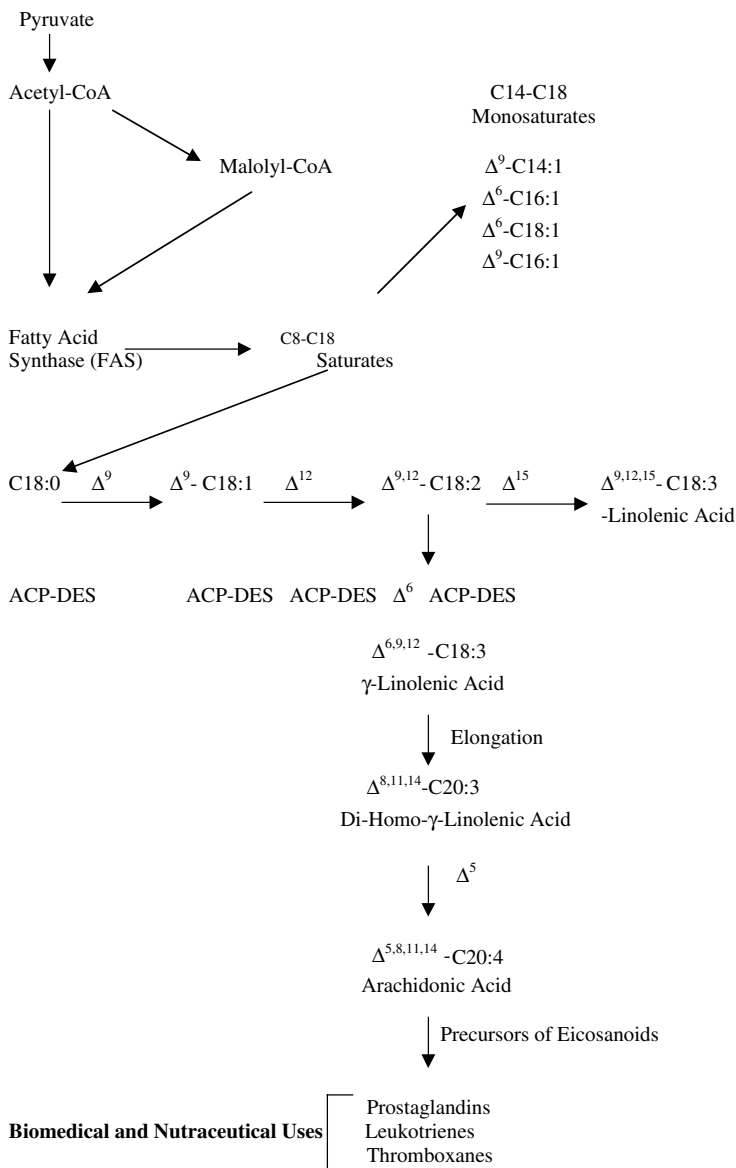 Pyruvate
Acetyl-CoA
C14-C18
Monosaturates
Malolyl-CoA
Δ⁹-C14:1
Δ⁶-C16:1
Δ⁶-C18:1
Δ⁹-C16:1
Fatty Acid
Synthase (FAS)
C8-C18
Saturates
C18:0 Δ⁹ Δ⁹- C18:1 Δ¹² Δ⁹,¹²- C18:2 Δ¹⁵ Δ⁹,¹²,¹⁵- C18:3
-Linolenic Acid
ACP-DES ACP-DES ACP-DES Δ⁶ ACP-DES
Δ⁶,⁹,¹² -C18:3
γ-Linolenic Acid
Elongation
Δ⁸,¹¹,¹⁴-C20:3
Di-Homo-γ-Linolenic Acid
Δ⁵
Δ⁵,⁸,¹¹,¹⁴ -C20:4
Arachidonic Acid
Precursors of Eicosanoids
Prostaglandins
Biomedical and Nutraceutical Uses Leukotrienes
Thromboxanes